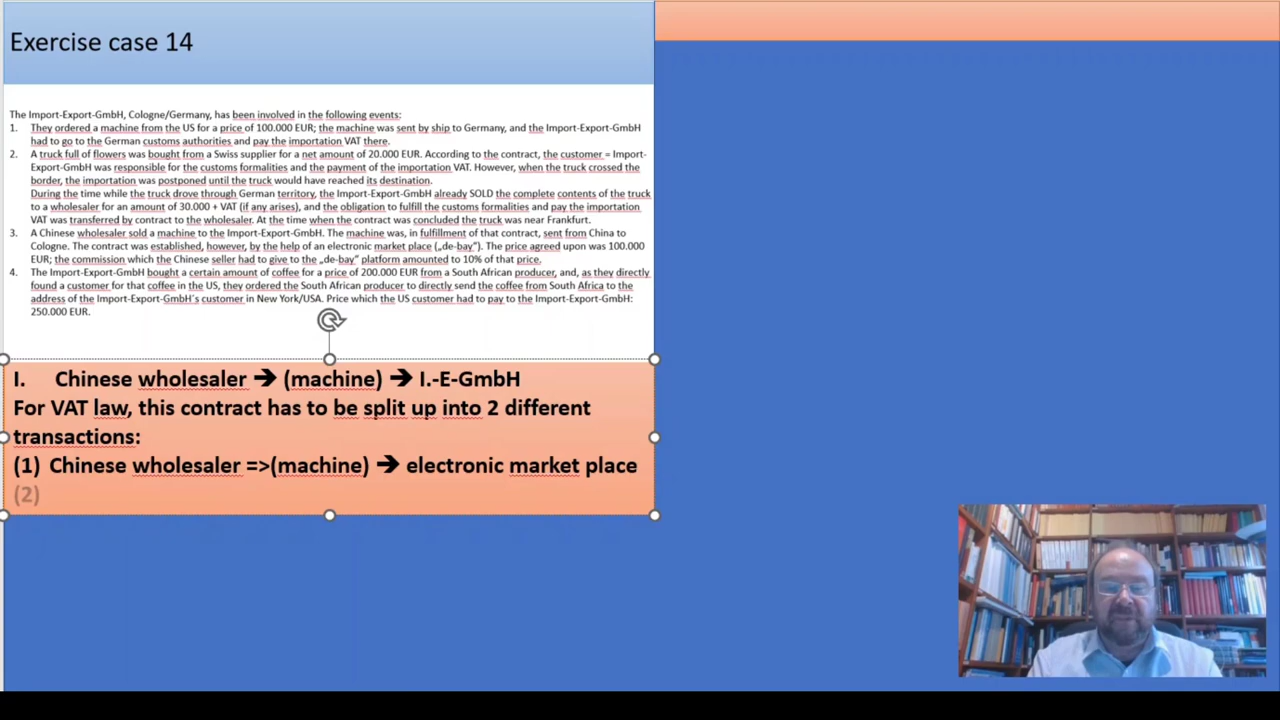 Exercise case 14
The Import-Export-GmbH, Cologne/Germany, has been involved in the following events:
1. They ordered a machine from the US for a price of 100.000 EUR; the machine was sent by ship to Germany, and the Import-Export-GmbH
had to go to the German customs authorities and pay the importation VAT there.
2. A truck full of flowers was bought from a Swiss supplier for a net amount of 20.000 EUR. According to the contract, the customer = Import-
Export-GmbH was responsible for the customs formalities and the payment of the importation VAT. However, when the truck crossed the
border, the importation was postponed until the truck would have reached its destination.
During the time while the truck drove through German territory, the Import-Export-GmbH already SOLD the complete contents of the truck
to a wholesaler for an amount of 30.000 + VAT (if any arises), and the obligation to fulfill the customs formalities and pay the importation
VAT was transferred by contract to the wholesaler. At the time when the contract was concluded the truck was near Frankfurt.
3. A Chinese wholesaler sold a machine to the Import-Export-GmbH. The machine was, in fulfillment of that contract, sent from China to
Cologne. The contract was established, however, by the help of an electronic market place („de-bay“). The price agreed upon was 100.000
EUR; the commission which the Chinese seller had to give to the „de-bay“ platform amounted to 10% of that price.
4. The Import-Export-GmbH bought a certain amount of coffee for a price of 200.000 EUR from a South African producer, and, as they directly
found a customer for that coffee in the US, they ordered the South African producer to directly send the coffee from South Africa to the
address of the Import-Export-GmbH's customer in New York/USA. Price which the US customer had to pay to the Import-Export-GmbH:
250.000 EUR.
I. Chinese wholesaler ➔ (machine) ➔ I.-E-GmbH
For VAT law, this contract has to be split up into 2 different
transactions:
(1) Chinese wholesaler =>(machine) ➔ electronic market place
(2)